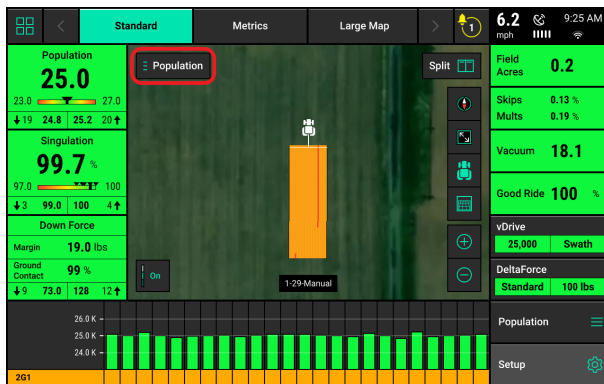 Standard Metrics Large Map 1 6.2 mph 9:25 AM
Population
25.0
23.0 27.0
↓19 24.8 25.2 20↑
Singulation
99.7 %
97.0 100
↓3 99.0 100 4↑
Down Force
Margin 19.0 lbs
Ground Contact 99 %
↓9 73.0 128 12↑
Population
Split
On
1-29-Manual
Field Acres 0.2
Skips 0.13 %
Mults 0.19 %
Vacuum 18.1
Good Ride 100 %
vDrive
25,000 Swath
DeltaForce
Standard 100 lbs
26.0 K
25.0 K
24.0 K
2G1
Population
Setup